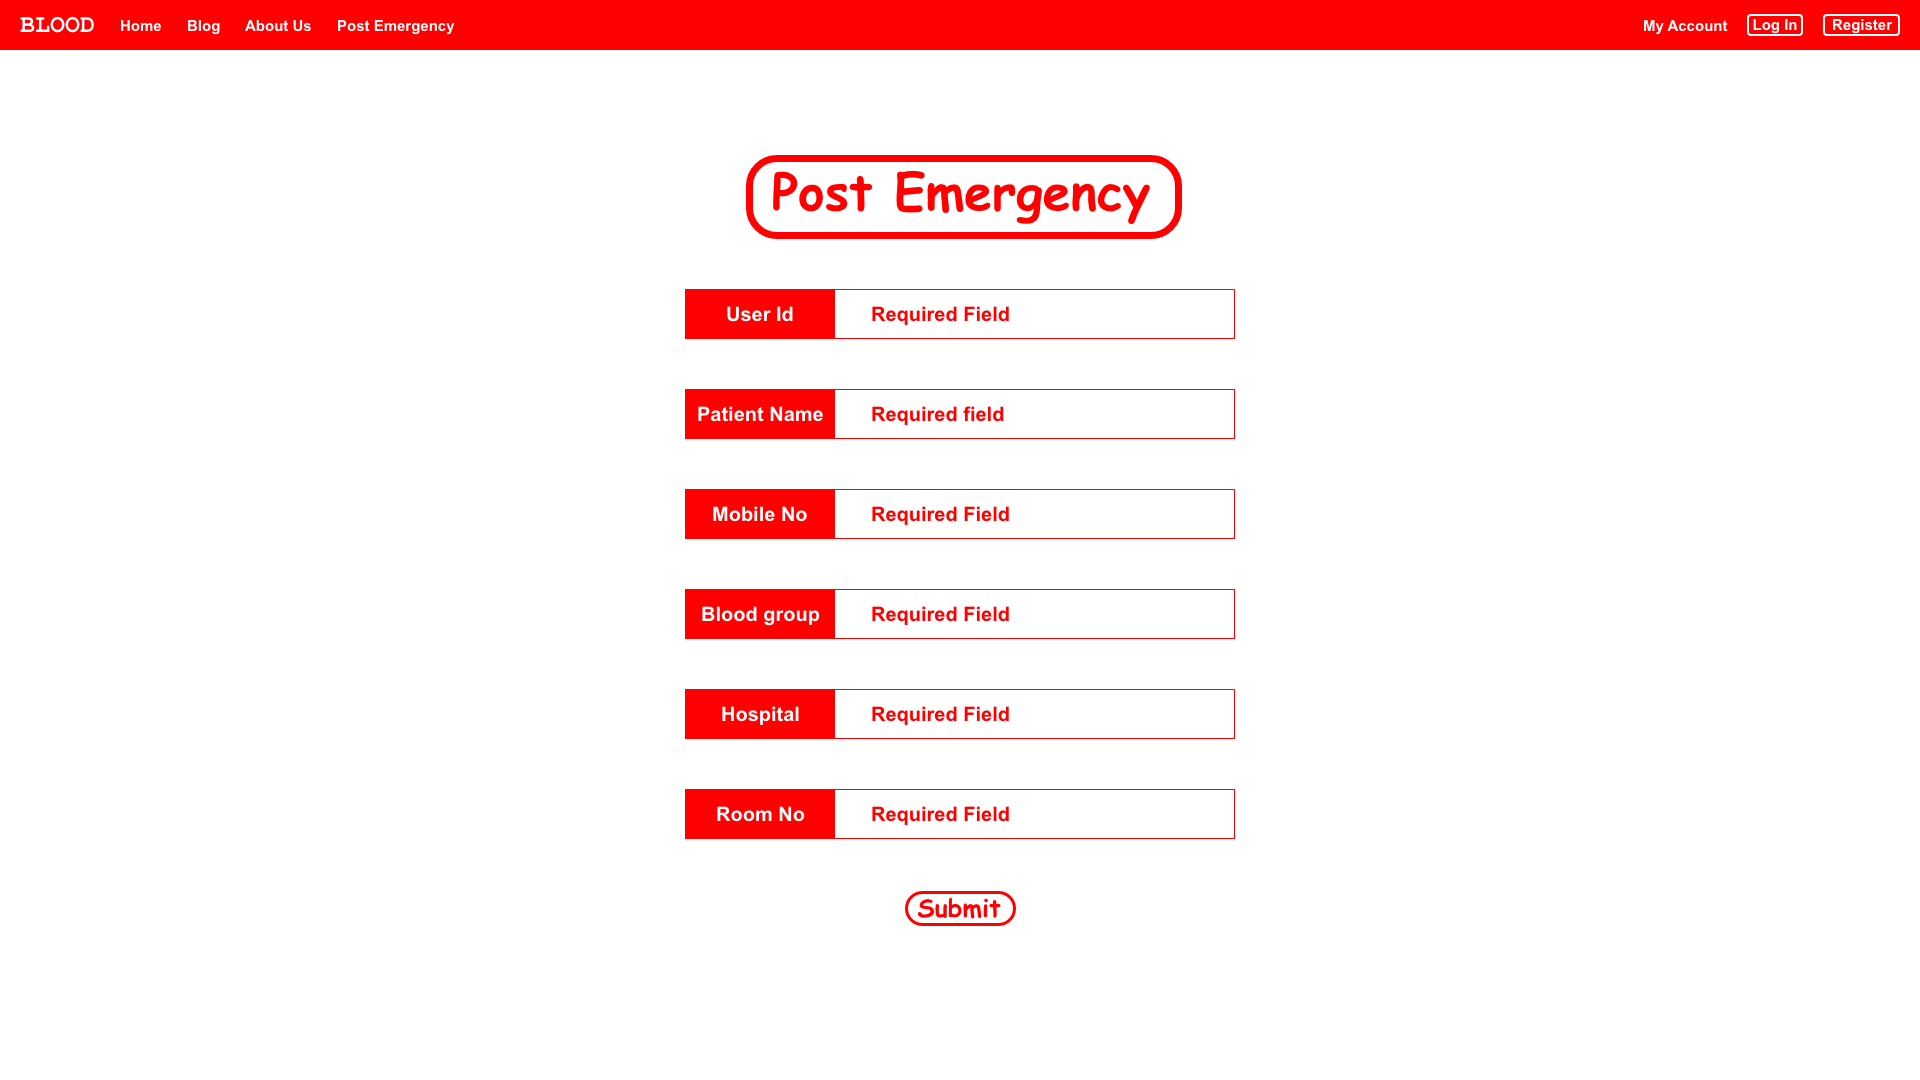 BLOOD Home Blog About Us Post Emergency My Account Log In Register
Post Emergency
User Id Required Field
Patient Name Required field
Mobile No Required Field
Blood group Required Field
Hospital Required Field
Room No Required Field
Submit